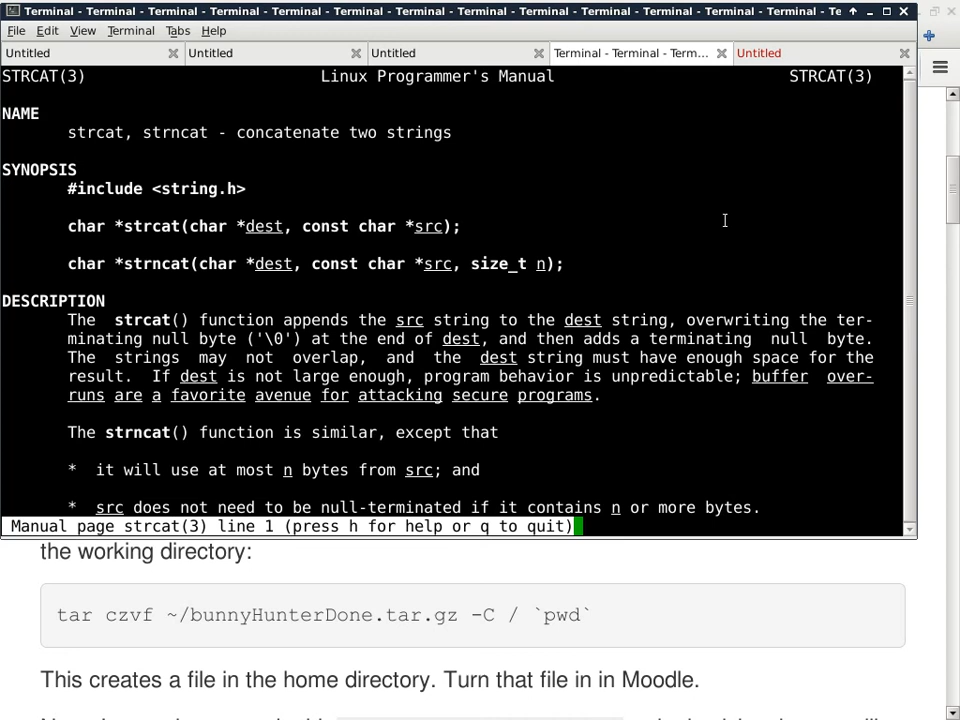 Terminal - Terminal - Terminal - Terminal - Terminal - Terminal - Terminal - Terminal - Terminal - Terminal - Terminal - Te
File Edit View Terminal Tabs Help
Untitled Untitled Untitled Terminal - Terminal - Term... Untitled
STRCAT(3) Linux Programmer's Manual STRCAT(3)
NAME
strcat, strncat - concatenate two strings
SYNOPSIS
#include <string.h>
char *strcat(char *dest, const char *src);
char *strncat(char *dest, const char *src, size_t n);
DESCRIPTION
The strcat() function appends the src string to the dest string, overwriting the ter-
minating null byte ('\0') at the end of dest, and then adds a terminating null byte.
The strings may not overlap, and the dest string must have enough space for the
result. If dest is not large enough, program behavior is unpredictable; buffer over-
runs are a favorite avenue for attacking secure programs.
The strncat() function is similar, except that
* it will use at most n bytes from src; and
* src does not need to be null-terminated if it contains n or more bytes.
Manual page strcat(3) line 1 (press h for help or q to quit)
the working directory:
tar czvf ~/bunnyHunterDone.tar.gz -C / `pwd`
This creates a file in the home directory. Turn that file in in Moodle.